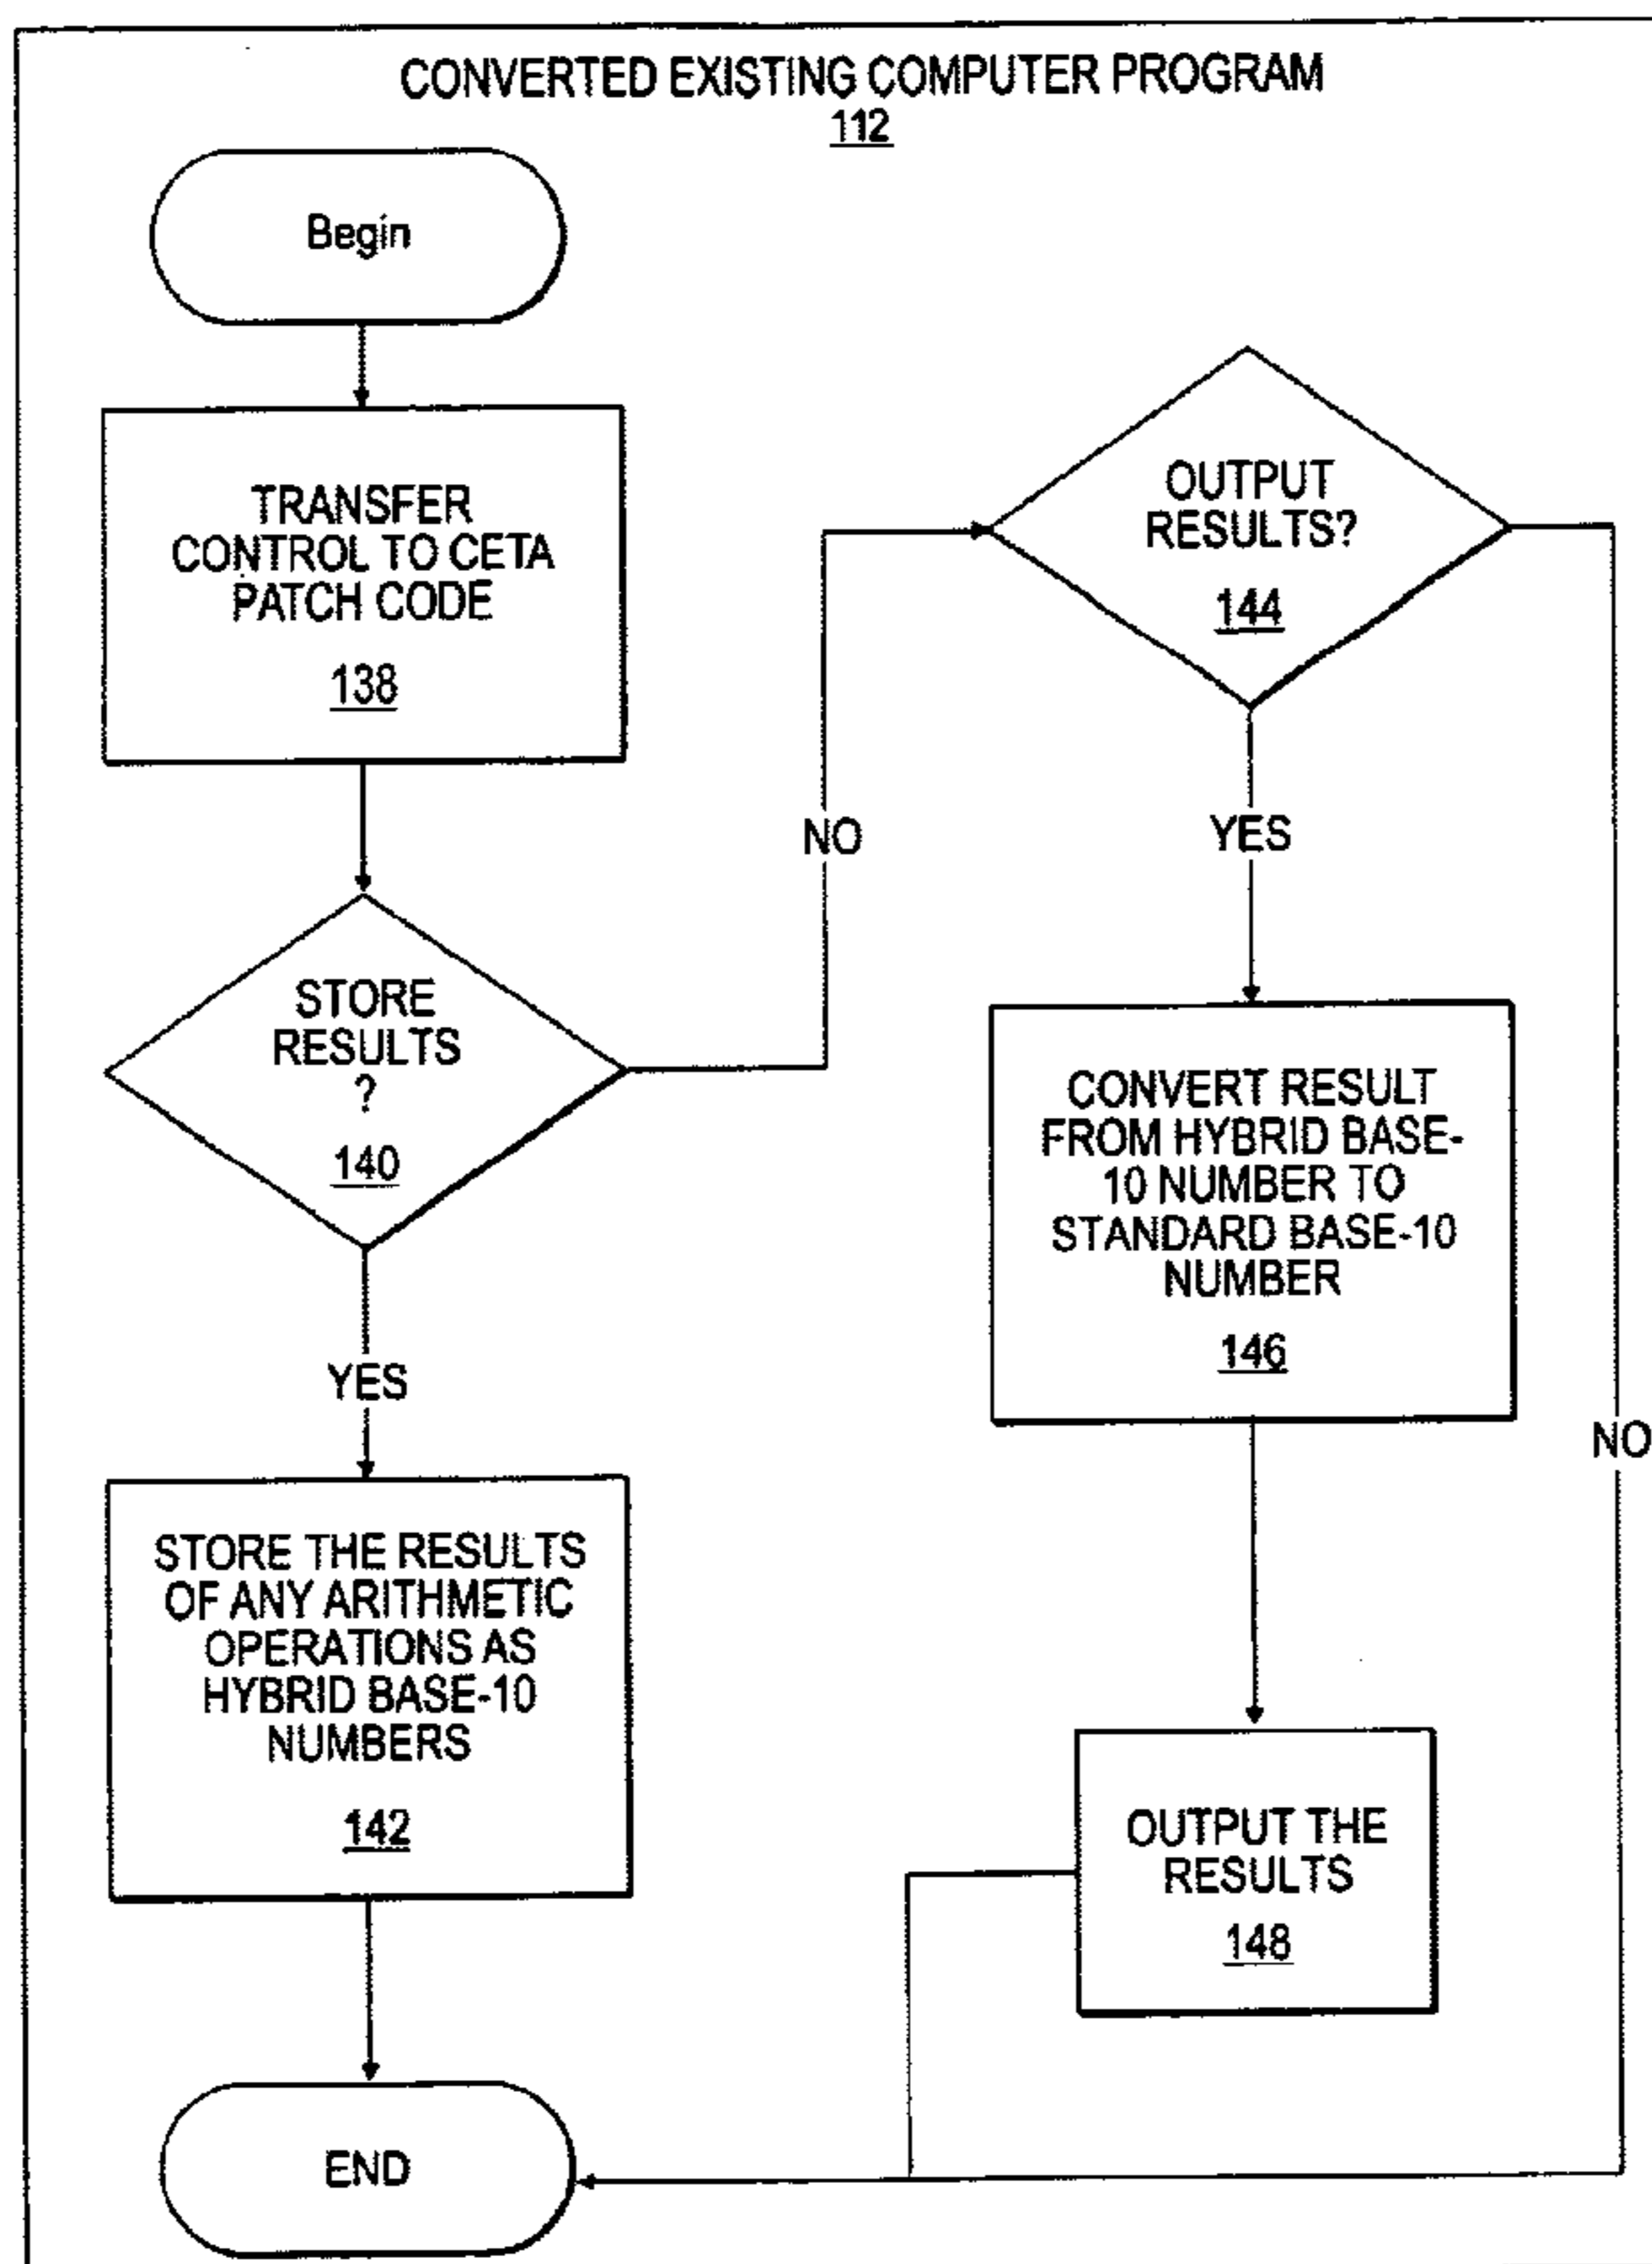 CONVERTED EXISTING COMPUTER PROGRAM
112
Begin
TRANSFER
CONTROL TO CETA
PATCH CODE
138
STORE
RESULTS
?
140
YES
STORE THE RESULTS
OF ANY ARITHMETIC
OPERATIONS AS
HYBRID BASE-10
NUMBERS
142
END
NO
OUTPUT
RESULTS?
144
YES
CONVERT RESULT
FROM HYBRID BASE-
10 NUMBER TO
STANDARD BASE-10
NUMBER
146
NO
OUTPUT THE
RESULTS
148